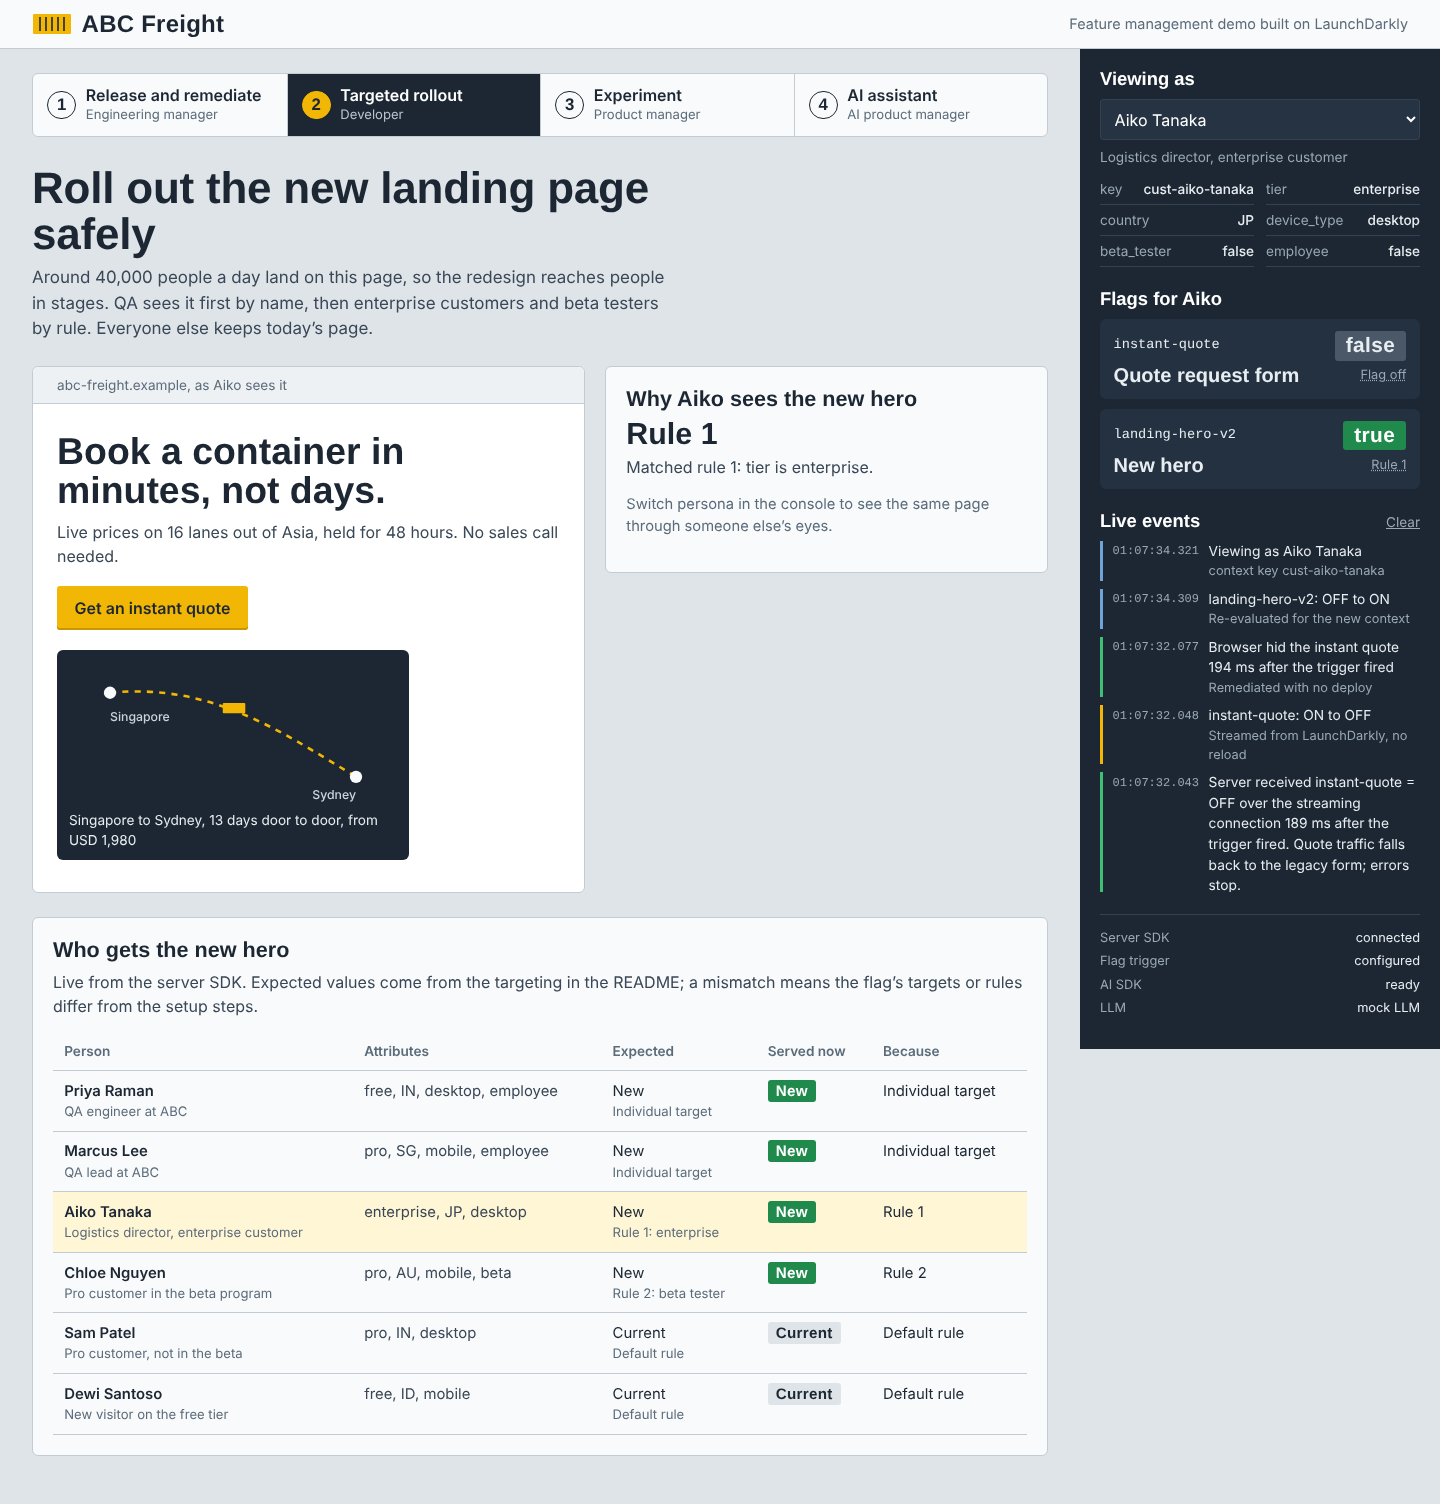 ABC Freight
Feature management demo built on LaunchDarkly
1
Release and remediate
Engineering manager
2
Targeted rollout
Developer
3
Experiment
Product manager
4
AI assistant
AI product manager
Roll out the new landing page
safely
Around 40,000 people a day land on this page, so the redesign reaches people
in stages. QA sees it first by name, then enterprise customers and beta testers
by rule. Everyone else keeps today’s page.
abc-freight.example, as Aiko sees it
Book a container in
minutes, not days.
Live prices on 16 lanes out of Asia, held for 48 hours. No sales call
needed.
Get an instant quote
Singapore
Sydney
Singapore to Sydney, 13 days door to door, from
USD 1,980
Why Aiko sees the new hero
Rule 1
Matched rule 1: tier is enterprise.
Switch persona in the console to see the same page
through someone else’s eyes.
Who gets the new hero
Live from the server SDK. Expected values come from the targeting in the README; a mismatch means the flag’s targets or rules
differ from the setup steps.
Person Attributes Expected Served now Because
Priya Raman free, IN, desktop, employee New New Individual target
QA engineer at ABC Individual target
Marcus Lee pro, SG, mobile, employee New New Individual target
QA lead at ABC Individual target
Aiko Tanaka enterprise, JP, desktop New New Rule 1
Logistics director, enterprise customer Rule 1: enterprise
Chloe Nguyen pro, AU, mobile, beta New New Rule 2
Pro customer in the beta program Rule 2: beta tester
Sam Patel pro, IN, desktop Current Current Default rule
Pro customer, not in the beta Default rule
Dewi Santoso free, ID, mobile Current Current Default rule
New visitor on the free tier Default rule
Viewing as
Aiko Tanaka
Logistics director, enterprise customer
key cust-aiko-tanaka tier enterprise
country JP device_type desktop
beta_tester false employee false
Flags for Aiko
instant-quote false
Quote request form Flag off
landing-hero-v2 true
New hero Rule 1
Live events Clear
01:07:34.321 Viewing as Aiko Tanaka
context key cust-aiko-tanaka
01:07:34.309 landing-hero-v2: OFF to ON
Re-evaluated for the new context
01:07:32.077 Browser hid the instant quote
194 ms after the trigger fired
Remediated with no deploy
01:07:32.048 instant-quote: ON to OFF
Streamed from LaunchDarkly, no
reload
01:07:32.043 Server received instant-quote =
OFF over the streaming
connection 189 ms after the
trigger fired. Quote traffic falls
back to the legacy form; errors
stop.
Server SDK connected
Flag trigger configured
AI SDK ready
LLM mock LLM